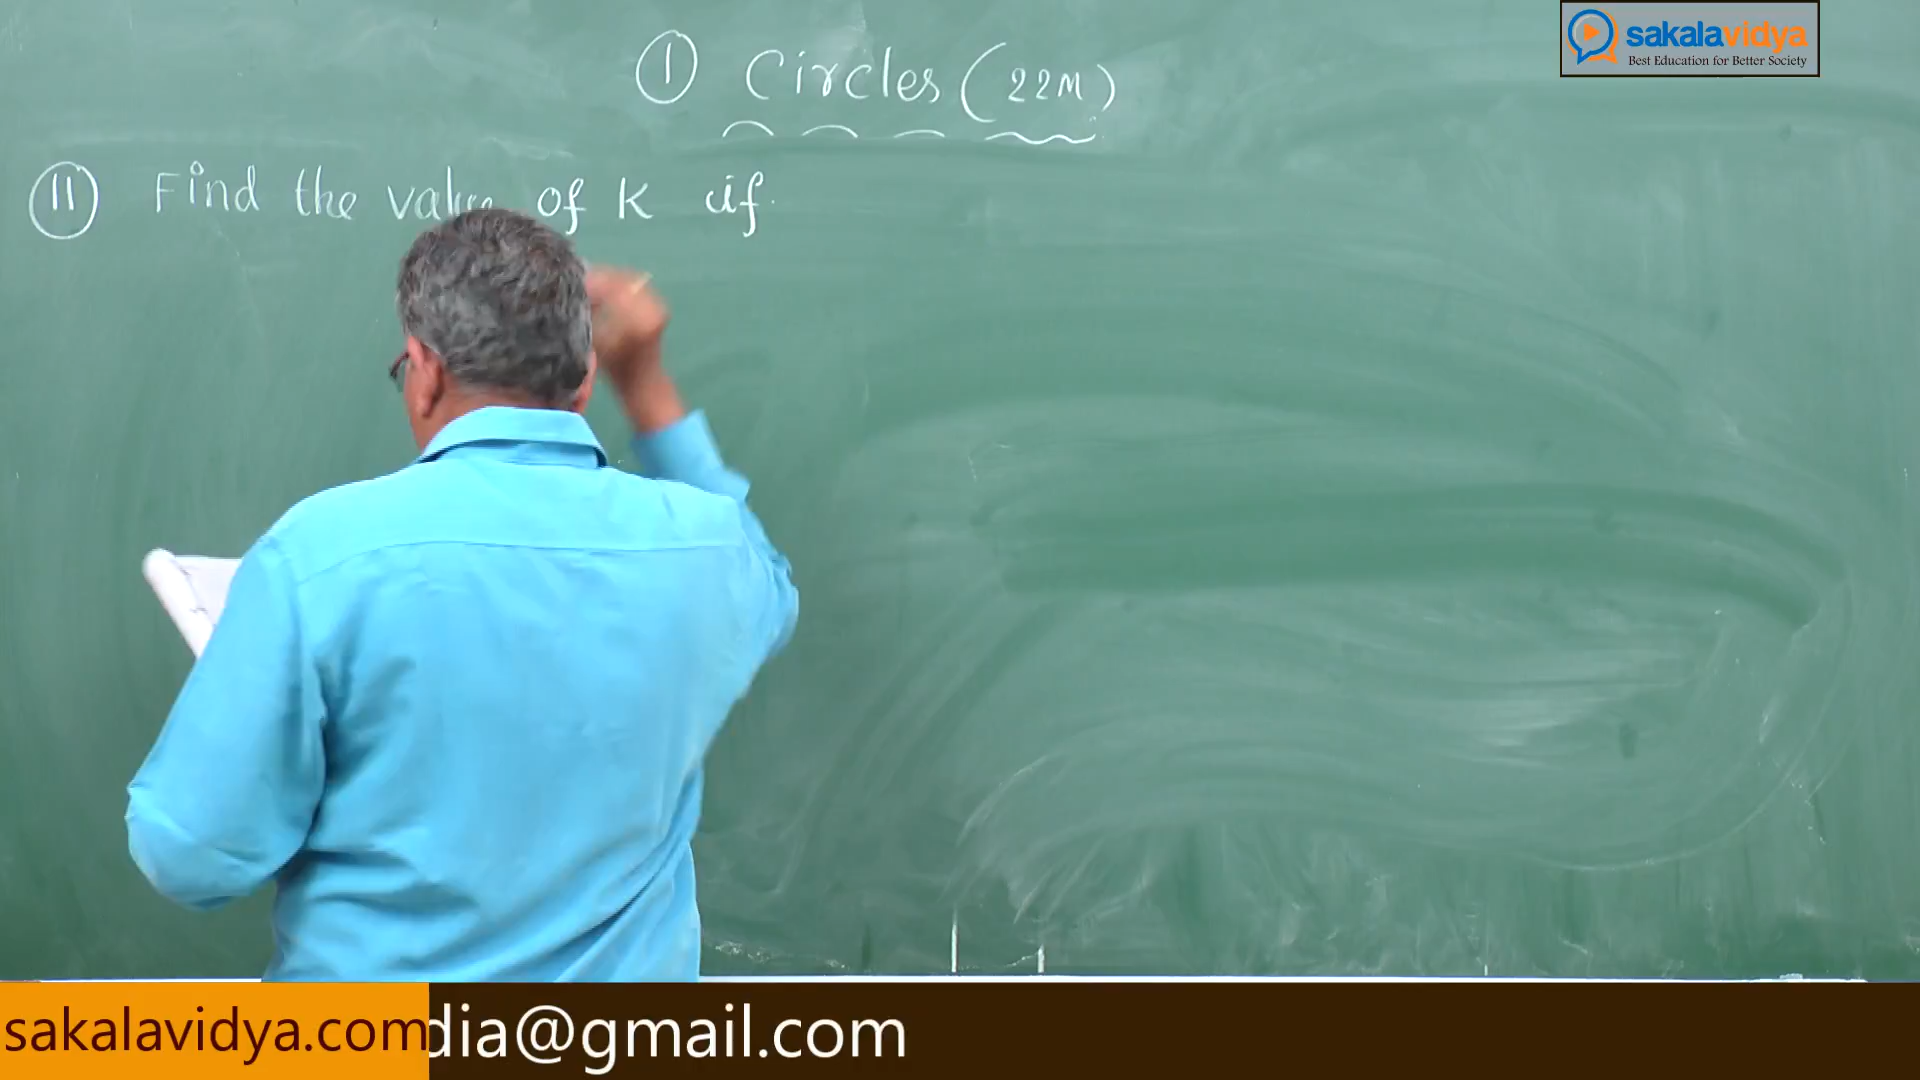 sakalavidya
Best Education for Better Society
① Circles (22M)
⑪ Find the value of K if
sakalavidya.com
dia@gmail.com